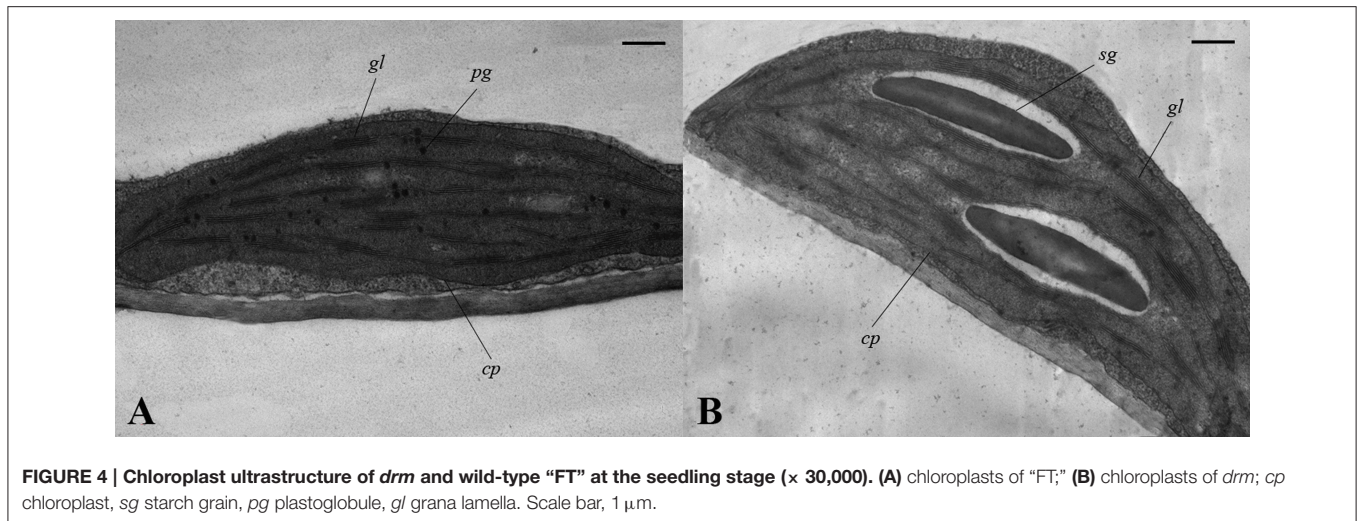 gl
pg
cp
A
sg
gl
cp
B
FIGURE 4 | Chloroplast ultrastructure of drm and wild-type “FT” at the seedling stage (× 30,000). (A) chloroplasts of “FT;” (B) chloroplasts of drm; cp
chloroplast, sg starch grain, pg plastoglobule, gl grana lamella. Scale bar, 1 μm.